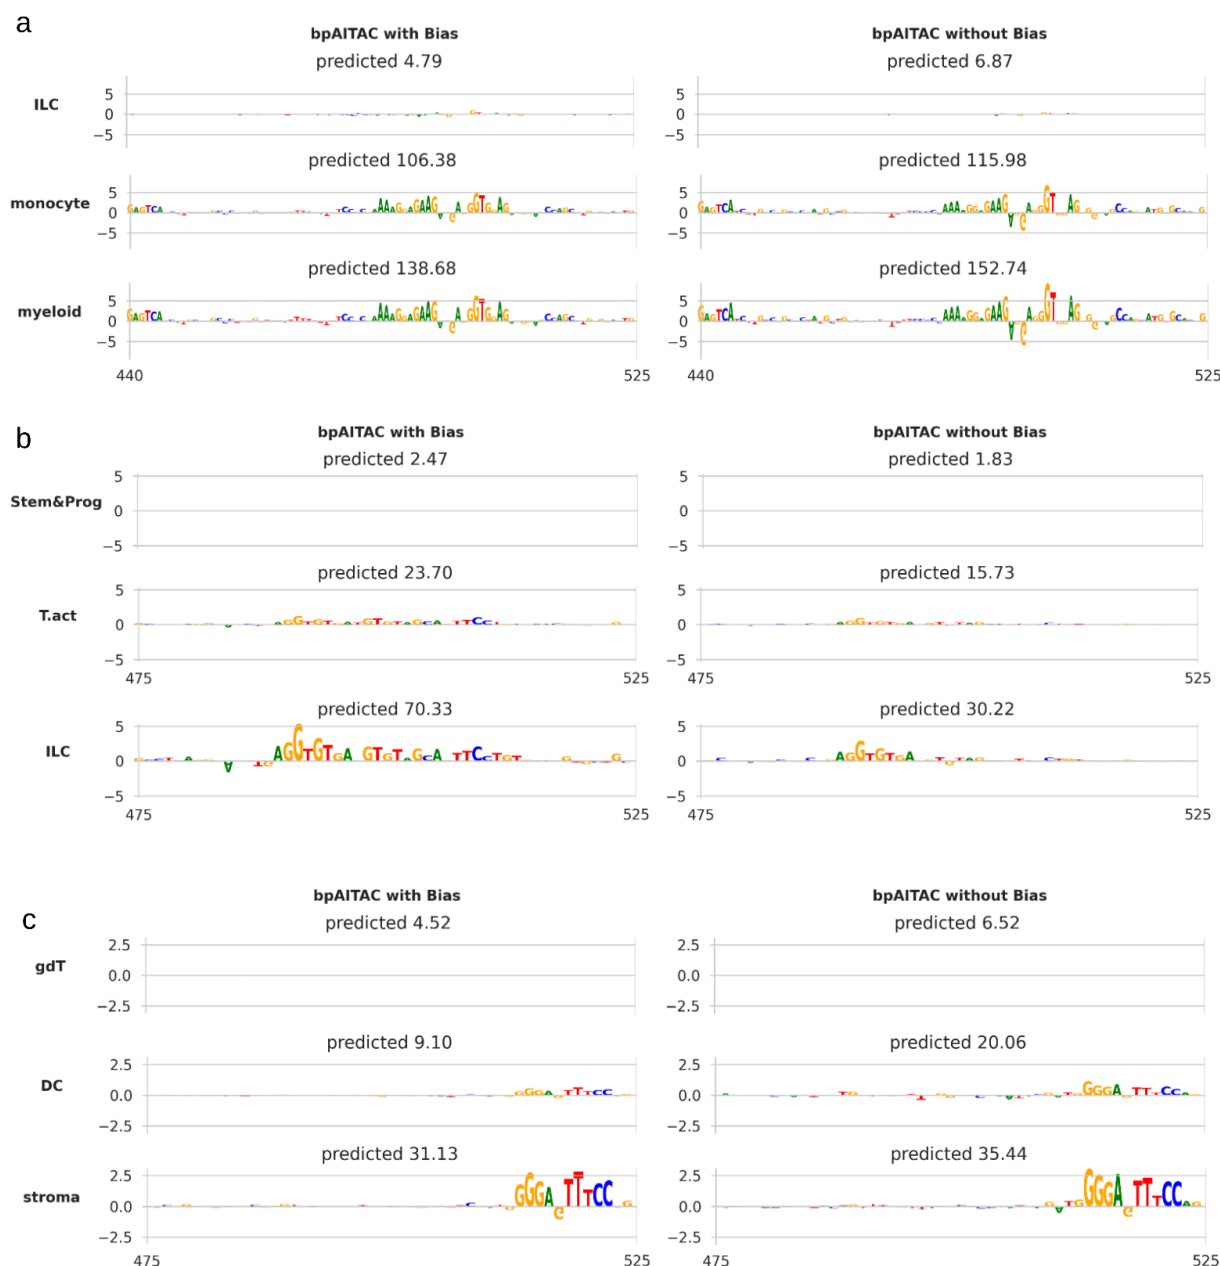 a
bpAITAC with Bias
bpAITAC without Bias
predicted 4.79
predicted 6.87
ILC
5
0
−5
5
0
−5
predicted 106.38
predicted 115.98
monocyte
5
0
−5
5
0
−5
predicted 138.68
predicted 152.74
myeloid
5
0
−5
5
0
−5
440
525
440
525
b
bpAITAC with Bias
bpAITAC without Bias
predicted 2.47
predicted 1.83
Stem&Prog
5
0
−5
5
0
−5
predicted 23.70
predicted 15.73
T.act
5
0
−5
5
0
−5
475
525
475
525
predicted 70.33
predicted 30.22
ILC
5
0
−5
5
0
−5
475
525
475
525
c
bpAITAC with Bias
bpAITAC without Bias
predicted 4.52
predicted 6.52
gdT
2.5
0.0
−2.5
2.5
0.0
−2.5
predicted 9.10
predicted 20.06
DC
2.5
0.0
−2.5
2.5
0.0
−2.5
predicted 31.13
predicted 35.44
stroma
2.5
0.0
−2.5
2.5
0.0
−2.5
475
525
475
525